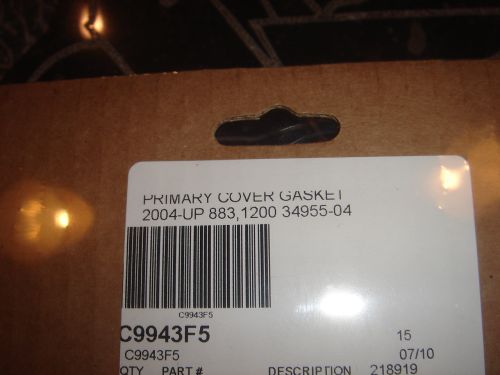 PRIMARY COVER GASKET
2004-UP 883,1200 34955-04
C9943F5
C9943F5 15
C9943F5 07/10
QTY PART # DESCRIPTION 218919